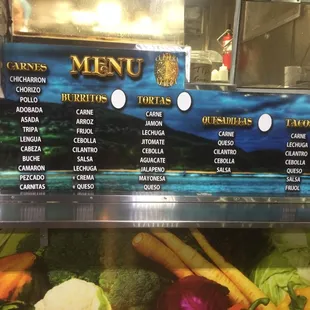 MENU
CARNES
CHICHARRON
CHORIZO
POLLO
ADOBADA
ASADA
TRIPA
LENGUA
CABEZA
BUCHE
CAMARON
PEZCADO
CARNITAS
BURRITOS
CARNE
ARROZ
FRIJOL
CEBOLLA
CILANTRO
SALSA
LECHUGA
+ CREMA
+ QUESO
TORTAS
CARNE
JAMON
LECHUGA
JITOMATE
CEBOLLA
AGUACATE
JALAPENO
MAYONESA
QUESO
QUESADILLAS
CARNE
QUESO
CILANTRO
CEBOLLA
SALSA
TACOS
CARNE
LECHUGA
CILANTRO
CEBOLLA
SALSA
FRIJOL